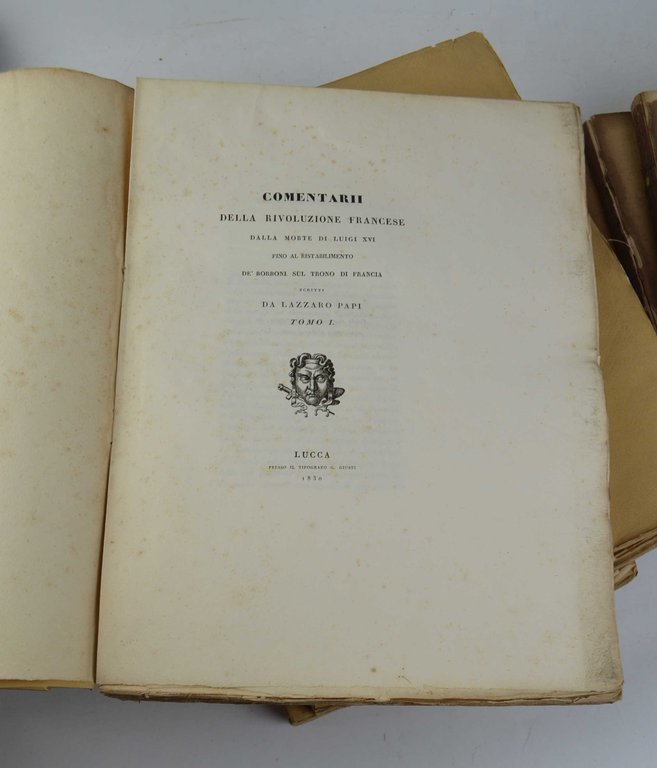 COMENTARII
DELLA RIVOLUZIONE FRANCESE
DALLA MORTE DI LUIGI XVI
FINO AL RISTABILIMENTO
DE' BORBONI SUL TRONO DI FRANCIA
SCRITTI
DA LAZZARO PAPI
TOMO I.
LUCCA
PRESSO IL TIPOGRAFO G. GIUSTI
1830